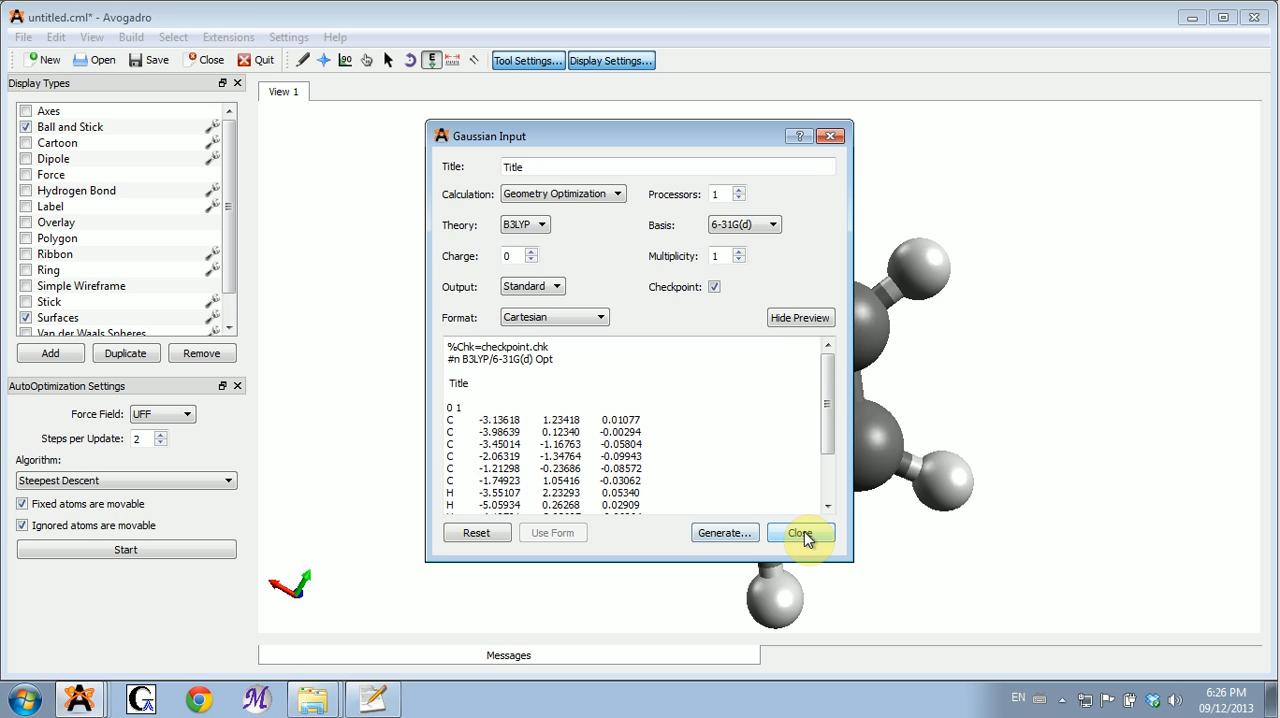 untitled.cml* - Avogadro
File Edit View Build Select Extensions Settings Help
New Open Save Close Quit Tool Settings... Display Settings...
Display Types
Axes
Ball and Stick
Cartoon
Dipole
Force
Hydrogen Bond
Label
Overlay
Polygon
Ribbon
Ring
Simple Wireframe
Stick
Surfaces
Van der Waals Spheres
Add Duplicate Remove
AutoOptimization Settings
Force Field: UFF
Steps per Update: 2
Algorithm:
Steepest Descent
Fixed atoms are movable
Ignored atoms are movable
Start
View 1
Gaussian Input
Title: Title
Calculation: Geometry Optimization Processors: 1
Theory: B3LYP Basis: 6-31G(d)
Charge: 0 Multiplicity: 1
Output: Standard Checkpoint:
Format: Cartesian Hide Preview
%Chk=checkpoint.chk
#n B3LYP/6-31G(d) Opt
Title
0 1
C -3.13618 1.23418 0.01077
C -3.98639 0.12340 -0.00294
C -3.45014 -1.16763 -0.05804
C -2.06319 -1.34764 -0.09943
C -1.21298 -0.23686 -0.08572
C -1.74923 1.05416 -0.03062
H -3.55107 2.23293 0.05340
H -5.05934 0.26268 0.02909
Reset Use Form Generate... Close
Messages
EN
6:26 PM
09/12/2013